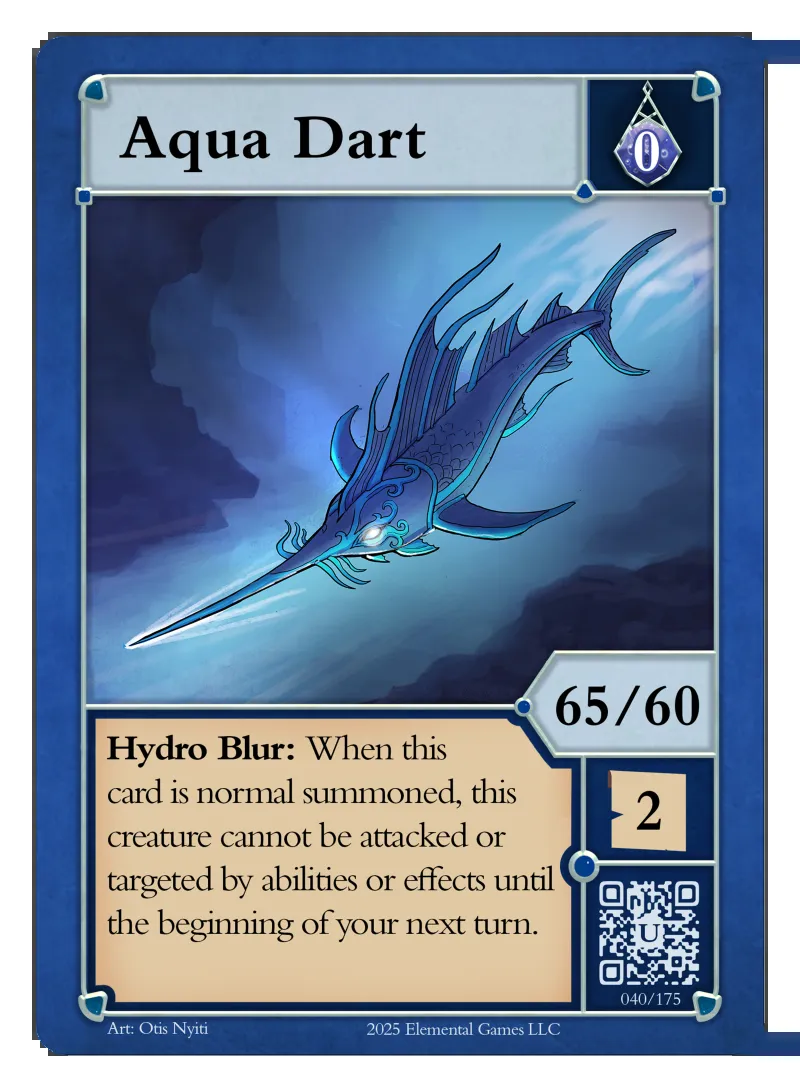 Aqua Dart
0
65/60
Hydro Blur: When this
card is normal summoned, this
creature cannot be attacked or
targeted by abilities or effects until
the beginning of your next turn.
2
U
040/175
Art: Otis Nyiti
2025 Elemental Games LLC